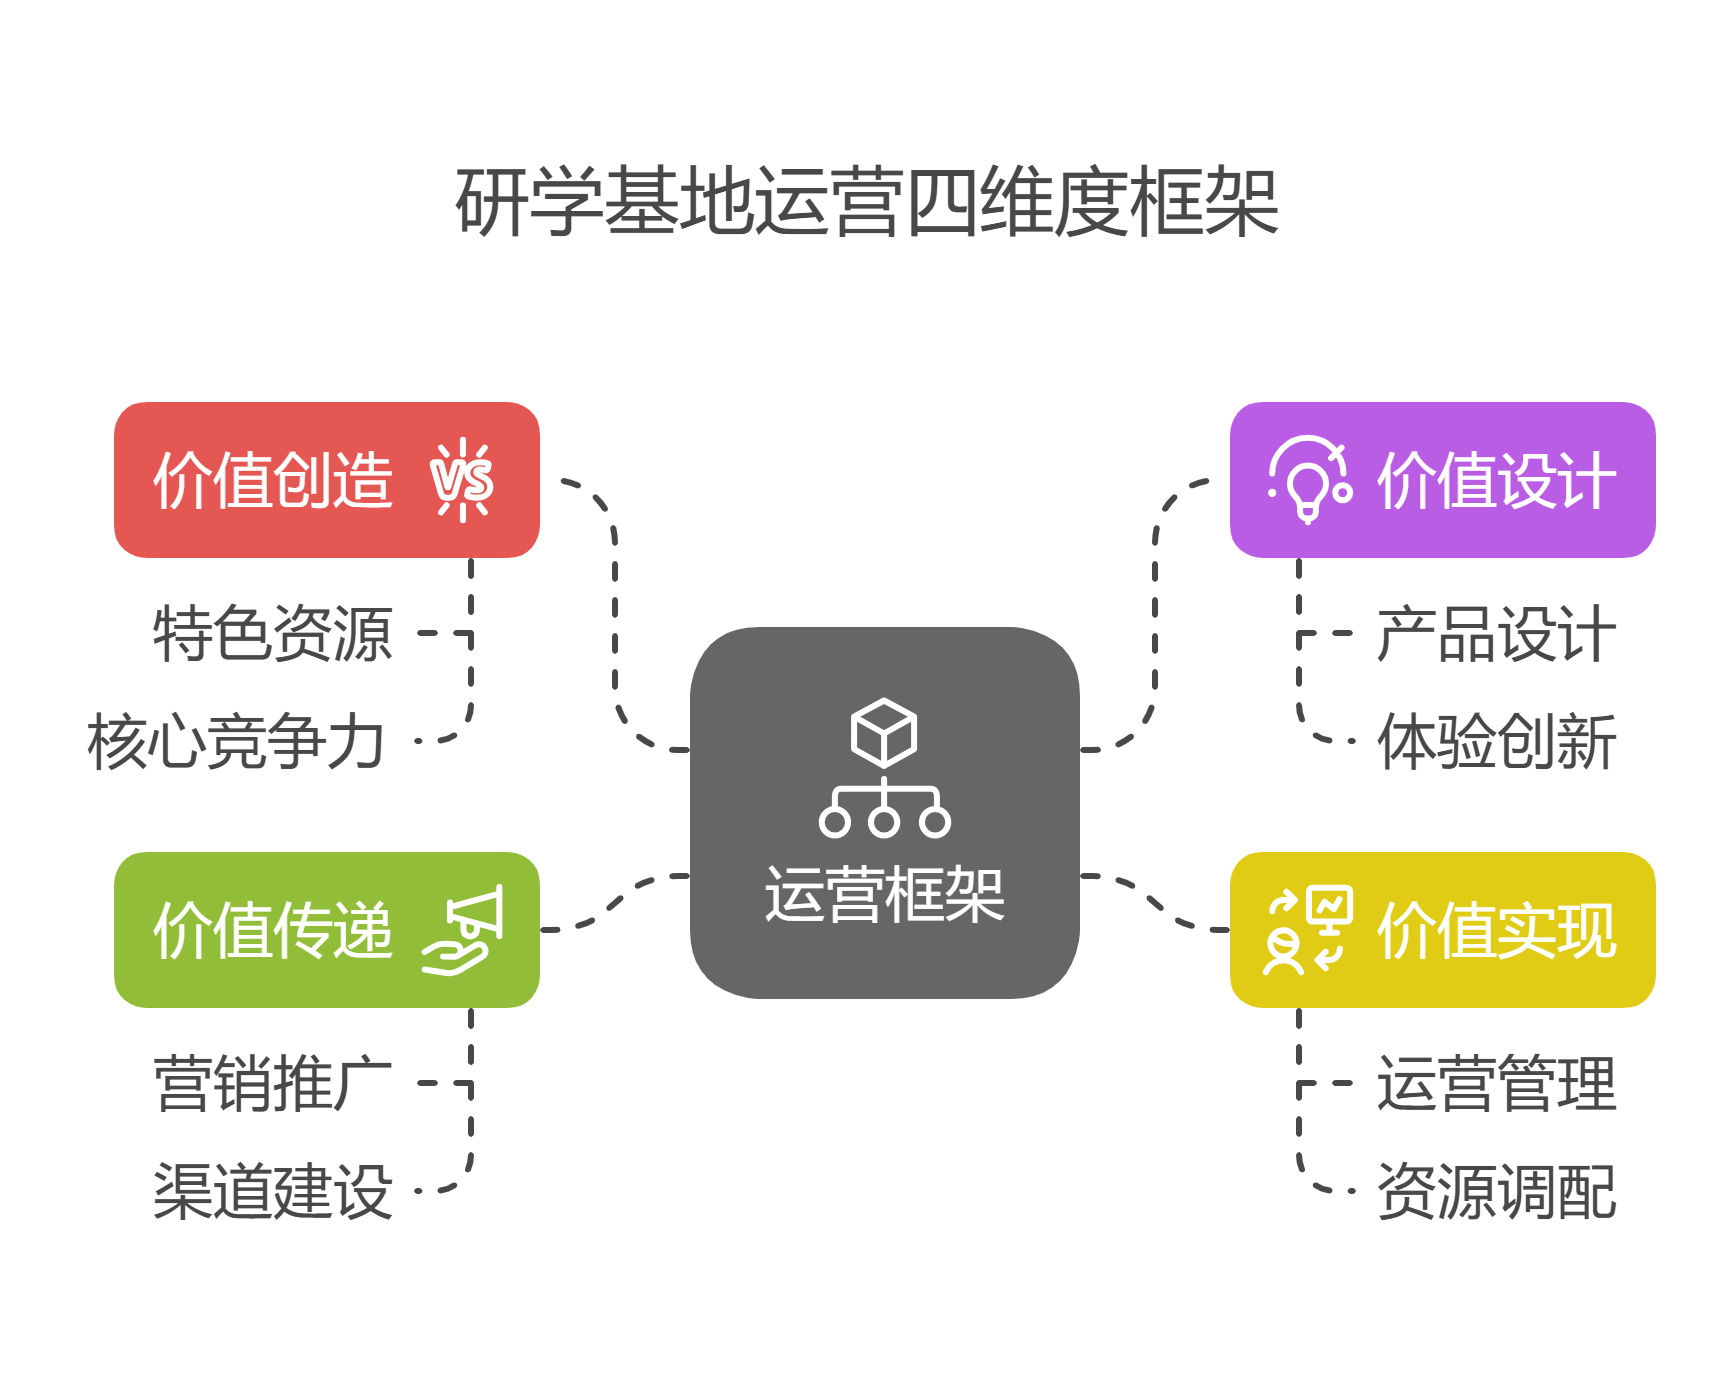 研学基地运营四维度框架
价值创造
VS
特色资源
核心竞争力
价值传递
营销推广
渠道建设
运营框架
价值设计
产品设计
体验创新
价值实现
运营管理
资源调配